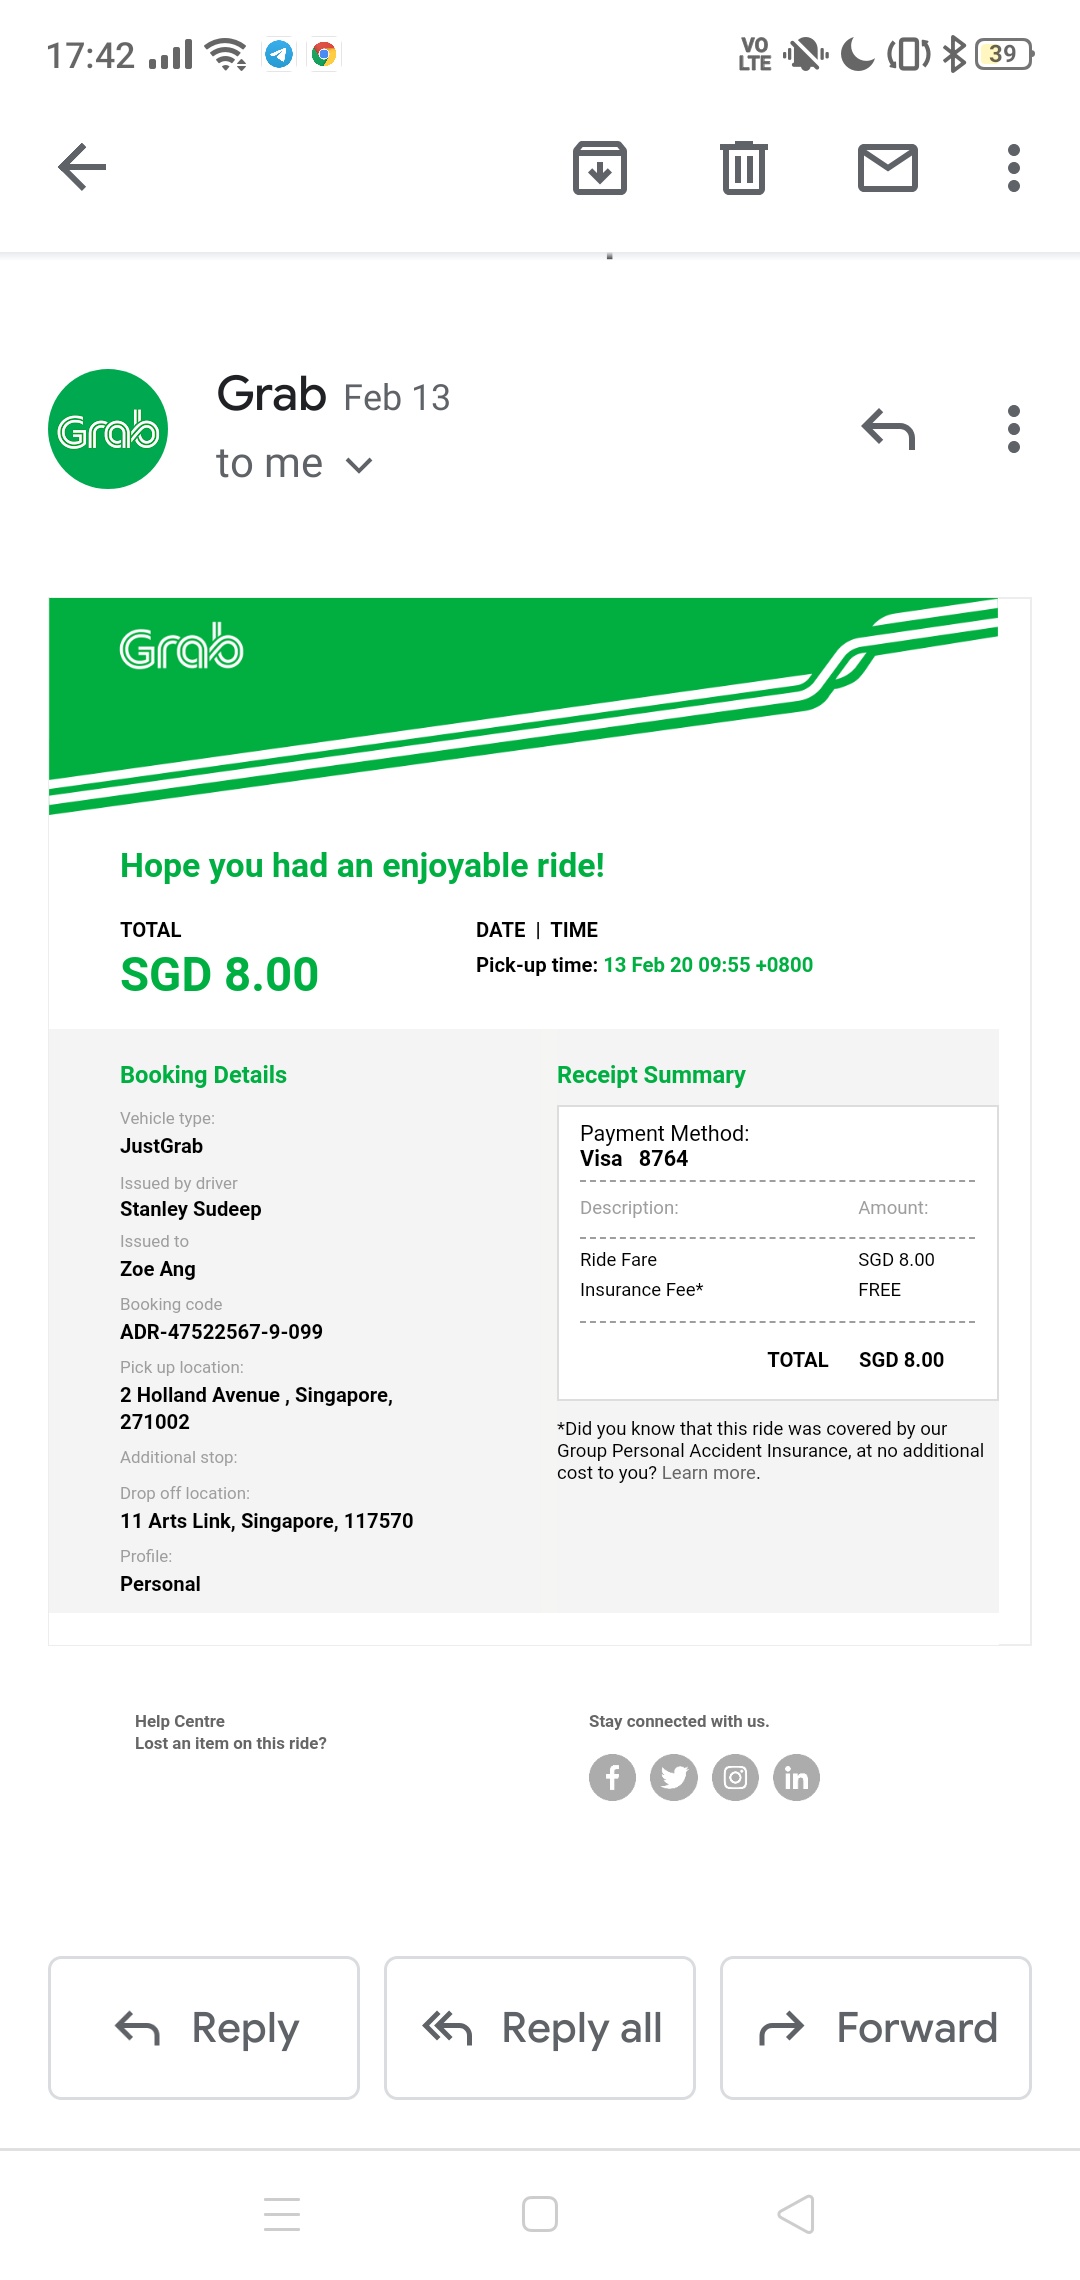 17:42 VO LTE 39
Grab
Grab Feb 13
to me
Grab
Hope you had an enjoyable ride!
TOTAL
SGD 8.00
DATE | TIME
Pick-up time: 13 Feb 20 09:55 +0800
Booking Details
Vehicle type:
JustGrab
Issued by driver
Stanley Sudeep
Issued to
Zoe Ang
Booking code
ADR-47522567-9-099
Pick up location:
2 Holland Avenue , Singapore,
271002
Additional stop:
Drop off location:
11 Arts Link, Singapore, 117570
Profile:
Personal
Receipt Summary
Payment Method:
Visa 8764
Description: Amount:
Ride Fare SGD 8.00
Insurance Fee* FREE
TOTAL SGD 8.00
*Did you know that this ride was covered by our
Group Personal Accident Insurance, at no additional
cost to you? Learn more.
Help Centre
Lost an item on this ride?
Stay connected with us.
Reply Reply all Forward